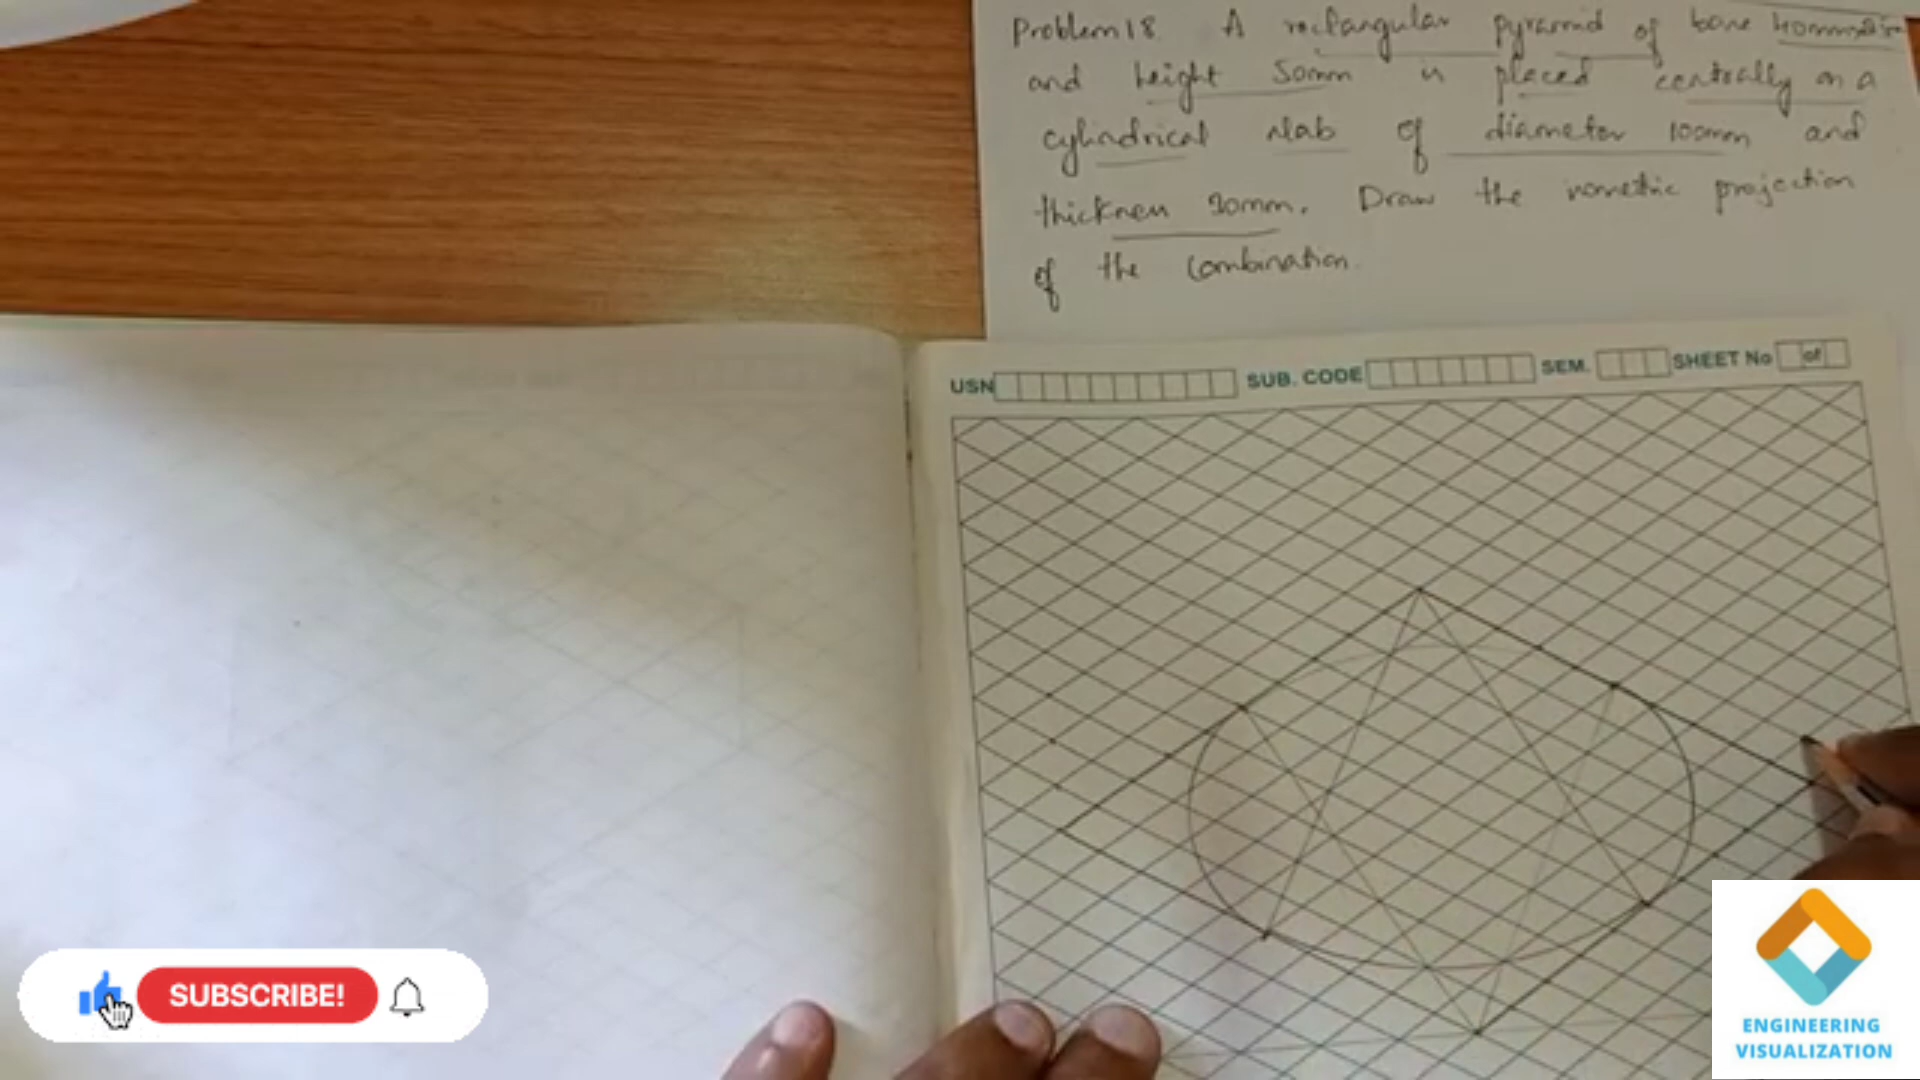 Problem 18. A rectangular pyramid of base
and height 50mm is placed centrally on a
cylindrical slab of diameter 100mm and
thickness 30mm. Draw the isometric projection
of the combination.
USN SUB. CODE SEM. SHEET No of
SUBSCRIBE!
ENGINEERING
VISUALIZATION